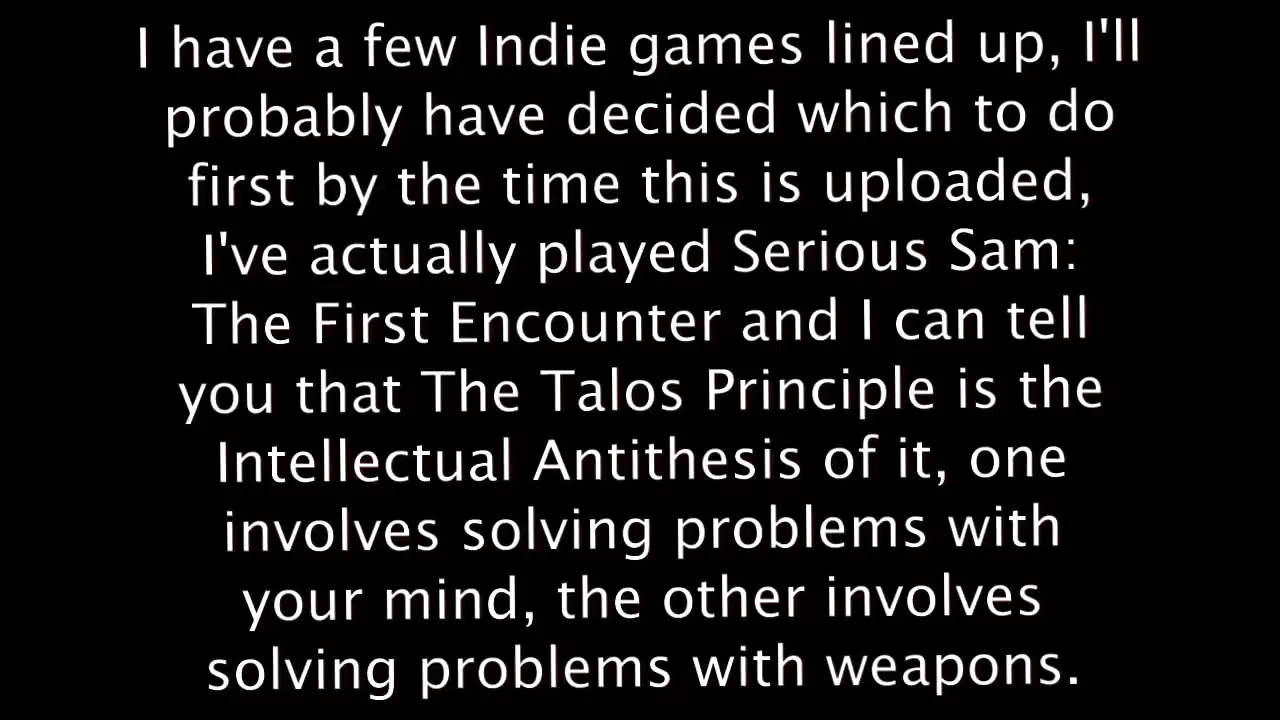 I have a few Indie games lined up, I'll
probably have decided which to do
first by the time this is uploaded,
I've actually played Serious Sam:
The First Encounter and I can tell
you that The Talos Principle is the
Intellectual Antithesis of it, one
involves solving problems with
your mind, the other involves
solving problems with weapons.